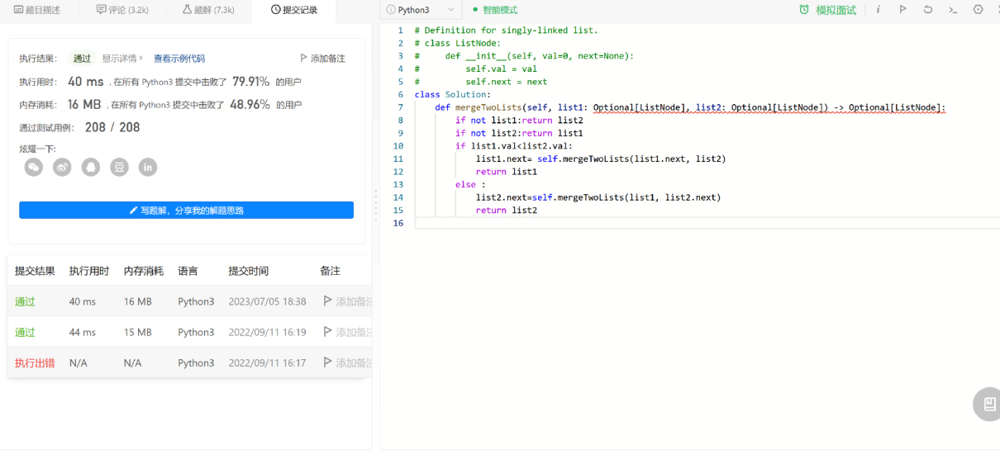 题目描述 评论 (3.2k) 题解 (7.3k) 提交记录
执行结果： 通过 显示详情 > 查看示例代码 添加备注
执行用时： 40 ms , 在所有 Python3 提交中击败了 79.91% 的用户
内存消耗： 16 MB , 在所有 Python3 提交中击败了 48.96% 的用户
通过测试用例： 208 / 208
炫耀一下:
豆 in
写题解，分享我的解题思路
提交结果 执行用时 内存消耗 语言 提交时间 备注
通过 40 ms 16 MB Python3 2023/07/05 18:38 添加备注
通过 44 ms 15 MB Python3 2022/09/11 16:19 添加备注
执行出错 N/A N/A Python3 2022/09/11 16:17 添加备注
Python3 智能模式 模拟面试 i
1 # Definition for singly-linked list.
2 # class ListNode:
3 #     def __init__(self, val=0, next=None):
4 #         self.val = val
5 #         self.next = next
6 class Solution:
7     def mergeTwoLists(self, list1: Optional[ListNode], list2: Optional[ListNode]) -> Optional[ListNode]:
8         if not list1:return list2
9         if not list2:return list1
10         if list1.val<list2.val:
11             list1.next= self.mergeTwoLists(list1.next, list2)
12             return list1
13         else :
14             list2.next=self.mergeTwoLists(list1, list2.next)
15             return list2
16